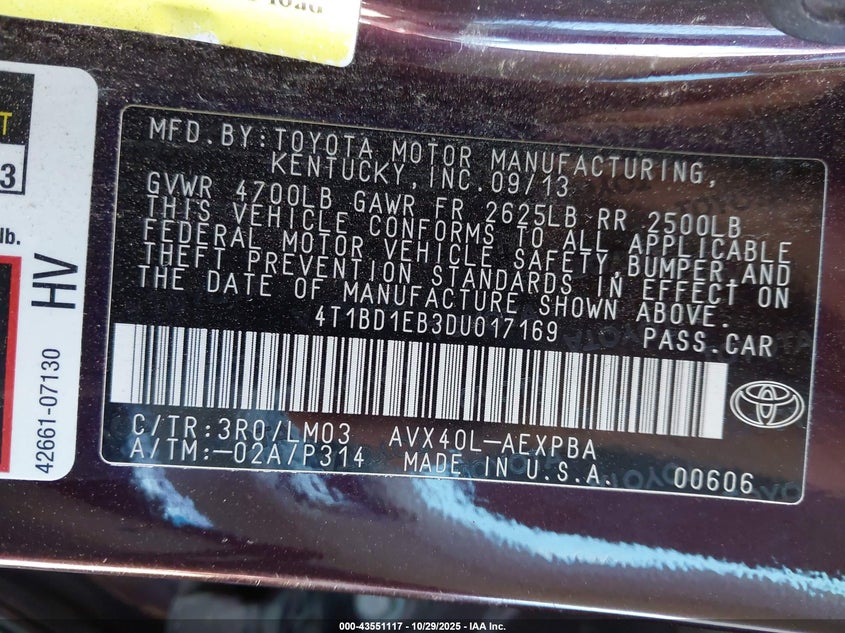 load
T
3
lb.
HV
42661-07130
MFD.BY:TOYOTA MOTOR MANUFACTURING,
KENTUCKY,INC.09/13
GVWR 4700LB GAWR FR 2625LB RR 2500LB
THIS VEHICLE CONFORMS TO ALL APPLICABLE
FEDERAL MOTOR VEHICLE SAFETY,BUMPER,AND
THEFT PREVENTION STANDARDS IN EFFECT ON
THE DATE OF MANUFACTURE SHOWN ABOVE.
4T1BD1EB3DU017169 PASS.CAR
C/TR:3R0/LM03 AVX40L-AEXPBA
A/TM:-02A/P314 MADE IN U.S.A. 00606
000-43551117 - 10/29/2025 - IAA Inc.